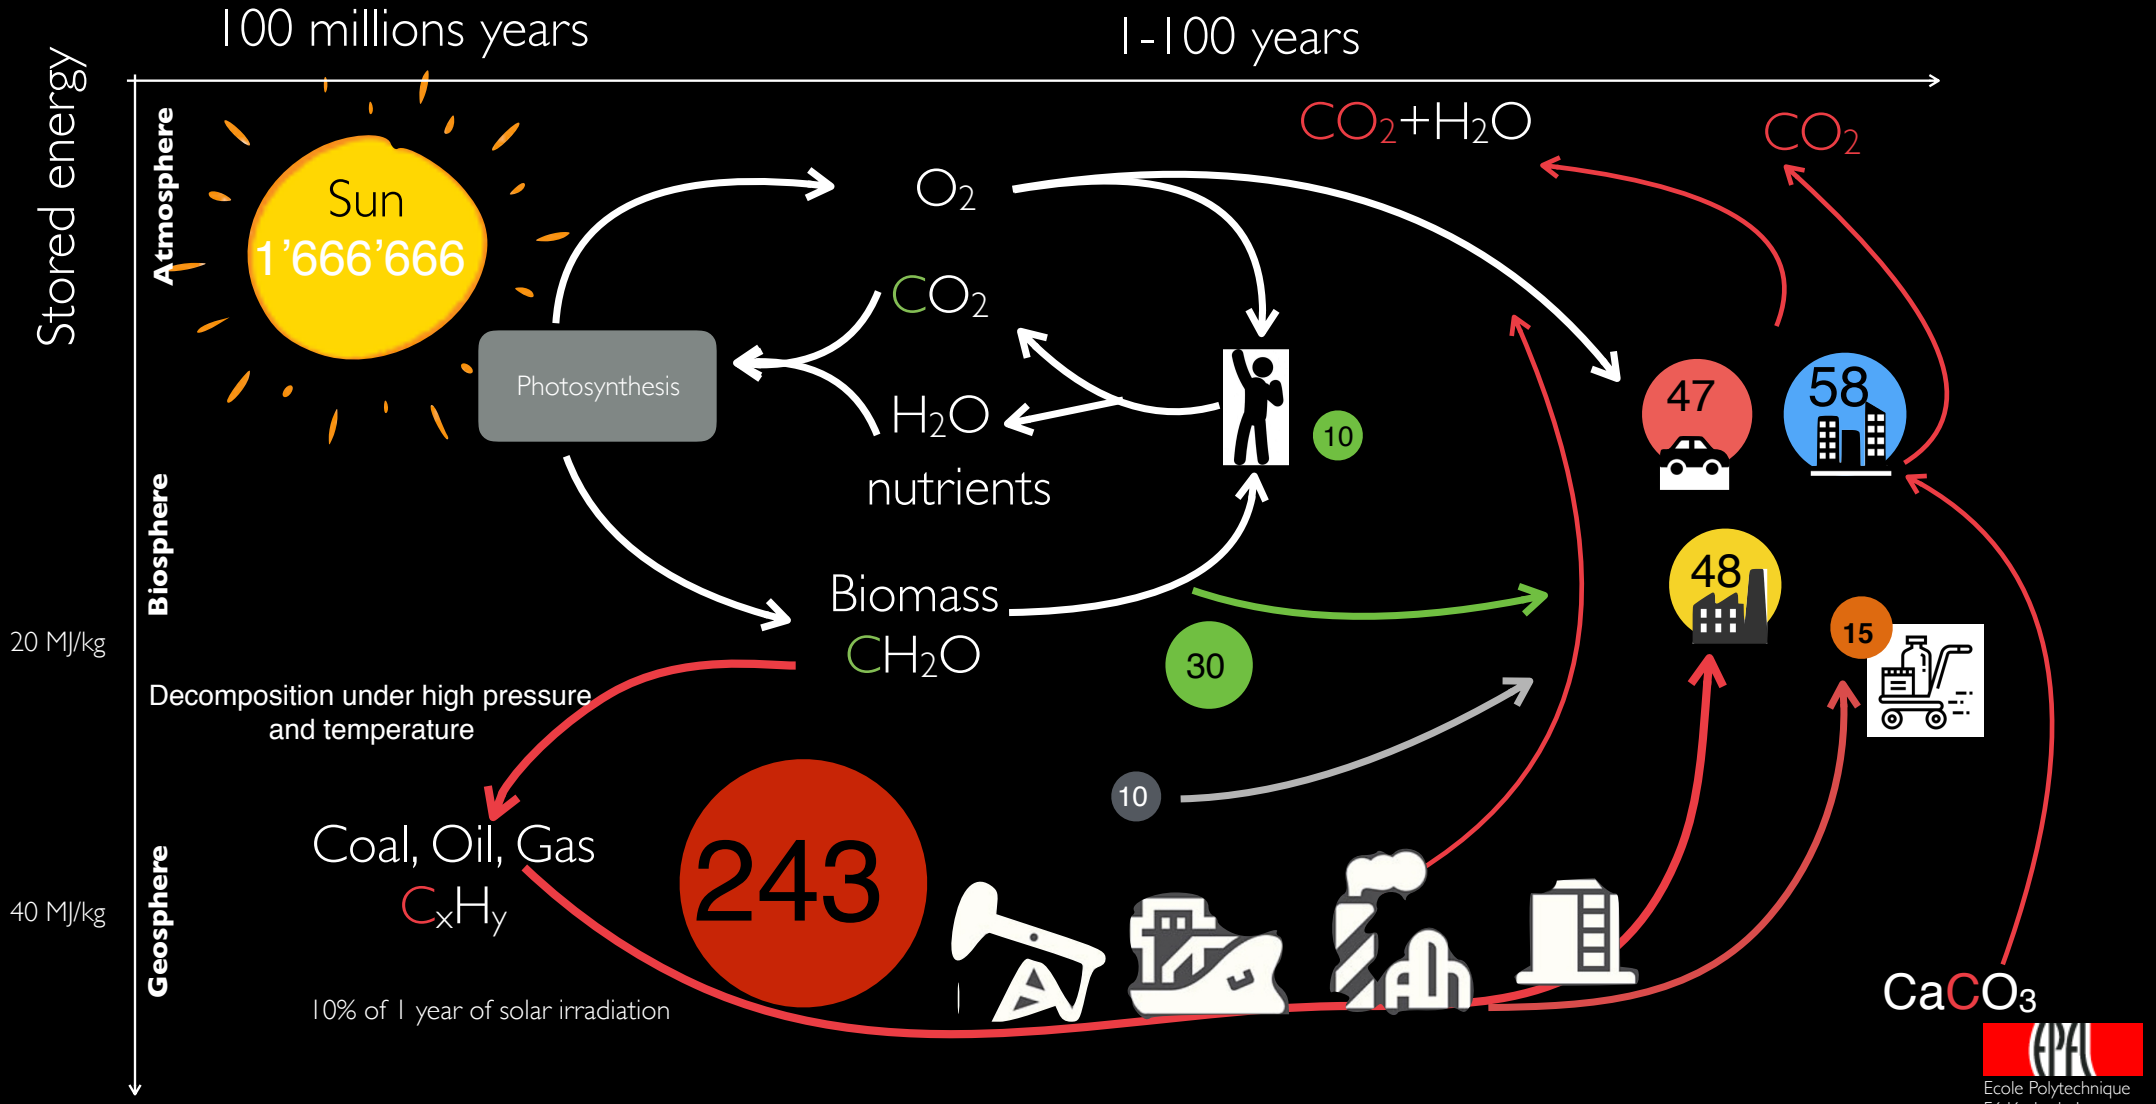 100 millions years
1-100 years
Stored energy
Atmosphere
Biosphere
Geosphere
20 MJ/kg
40 MJ/kg
Sun
1’666’666
Photosynthesis
O2
CO2
H2O
nutrients
Biomass
CH2O
10
30
10
CO2+H2O
CO2
47
58
48
15
Decomposition under high pressure
and temperature
Coal, Oil, Gas
CxHy
243
10% of 1 year of solar irradiation
CaCO3
EPFL
Ecole Polytechnique